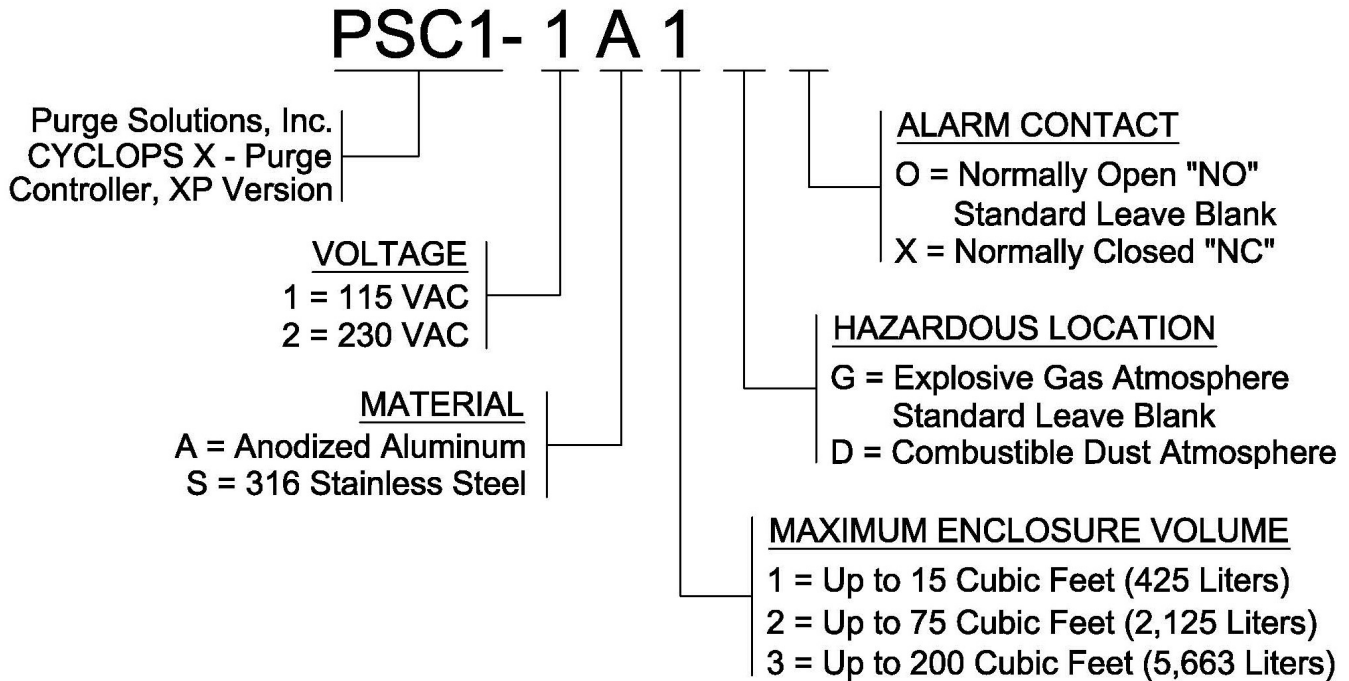 PSC1- 1 A 1
Purge Solutions, Inc.
CYCLOPS X - Purge
Controller, XP Version
VOLTAGE
1 = 115 VAC
2 = 230 VAC
MATERIAL
A = Anodized Aluminum
S = 316 Stainless Steel
ALARM CONTACT
O = Normally Open "NO"
Standard Leave Blank
X = Normally Closed "NC"
HAZARDOUS LOCATION
G = Explosive Gas Atmosphere
Standard Leave Blank
D = Combustible Dust Atmosphere
MAXIMUM ENCLOSURE VOLUME
1 = Up to 15 Cubic Feet (425 Liters)
2 = Up to 75 Cubic Feet (2,125 Liters)
3 = Up to 200 Cubic Feet (5,663 Liters)